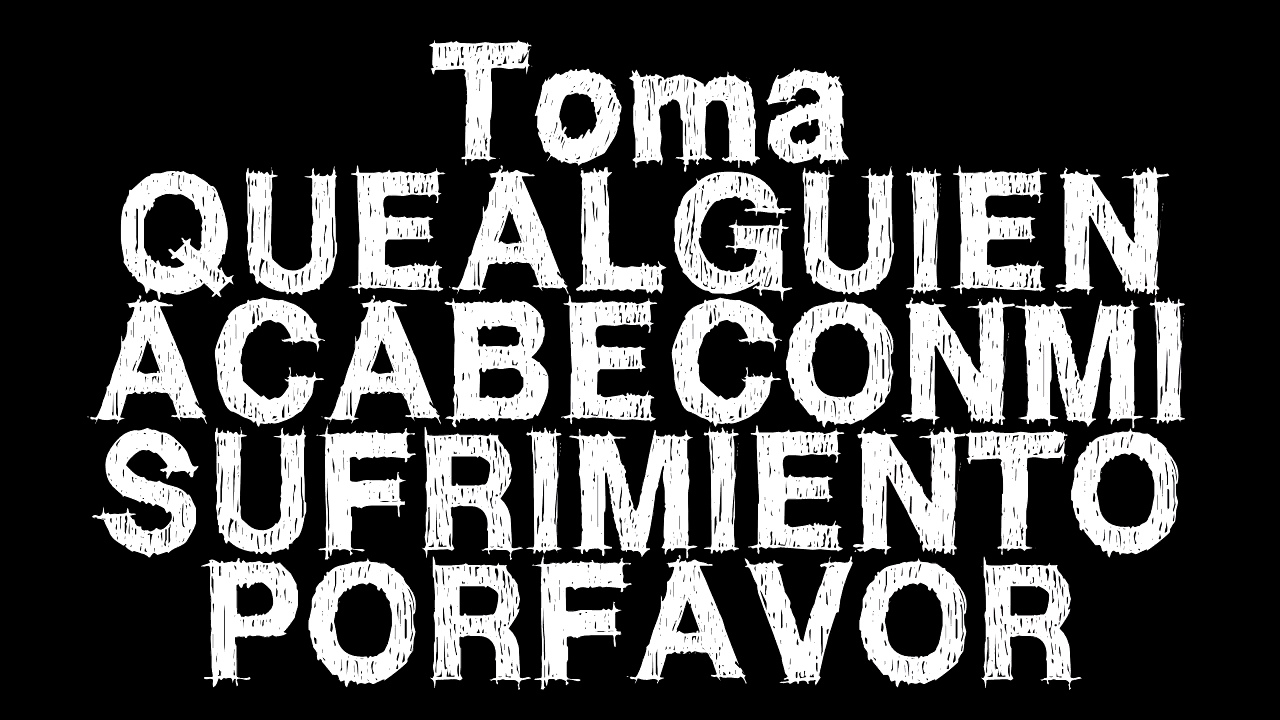 Toma
QUEALGUIEN
ACABECONMI
SUFRIMIENTO
PORFAVOR